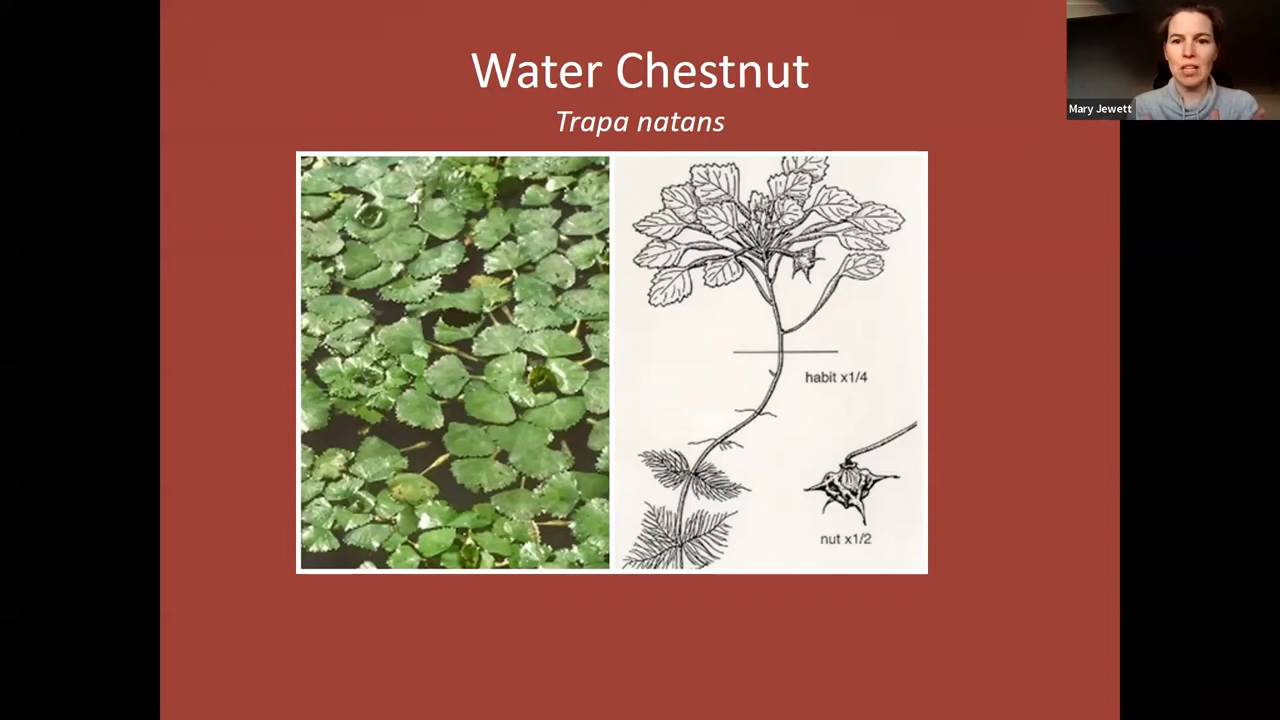 Water Chestnut
Trapa natans
Mary Jewett
habit x1/4
nut x1/2